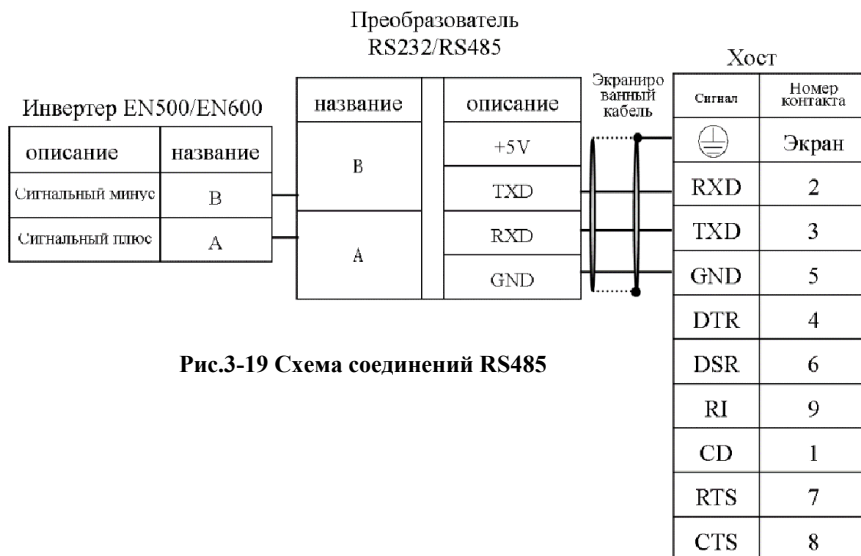 Преобразователь
RS232/RS485
Инвертер EN500/EN600
описание название
Сигнальный минус B
Сигнальный плюс A
название описание
B
A
+5V
TXD
RXD
GND
Экраниро
ванный
кабель
Хост
Сигнал Номер
контакта
Экран
RXD 2
TXD 3
GND 5
DTR 4
DSR 6
RI 9
CD 1
RTS 7
CTS 8
Рис.3-19 Схема соединений RS485